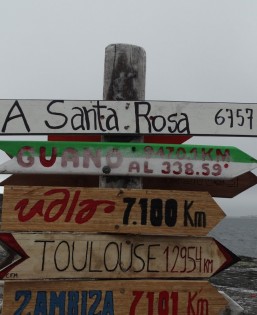 A Santa Rosa 6757
GUANO
AL 338.59°
7.100 Km
TOULOUSE 12954 KM
ZAMBIZA 7101 Km